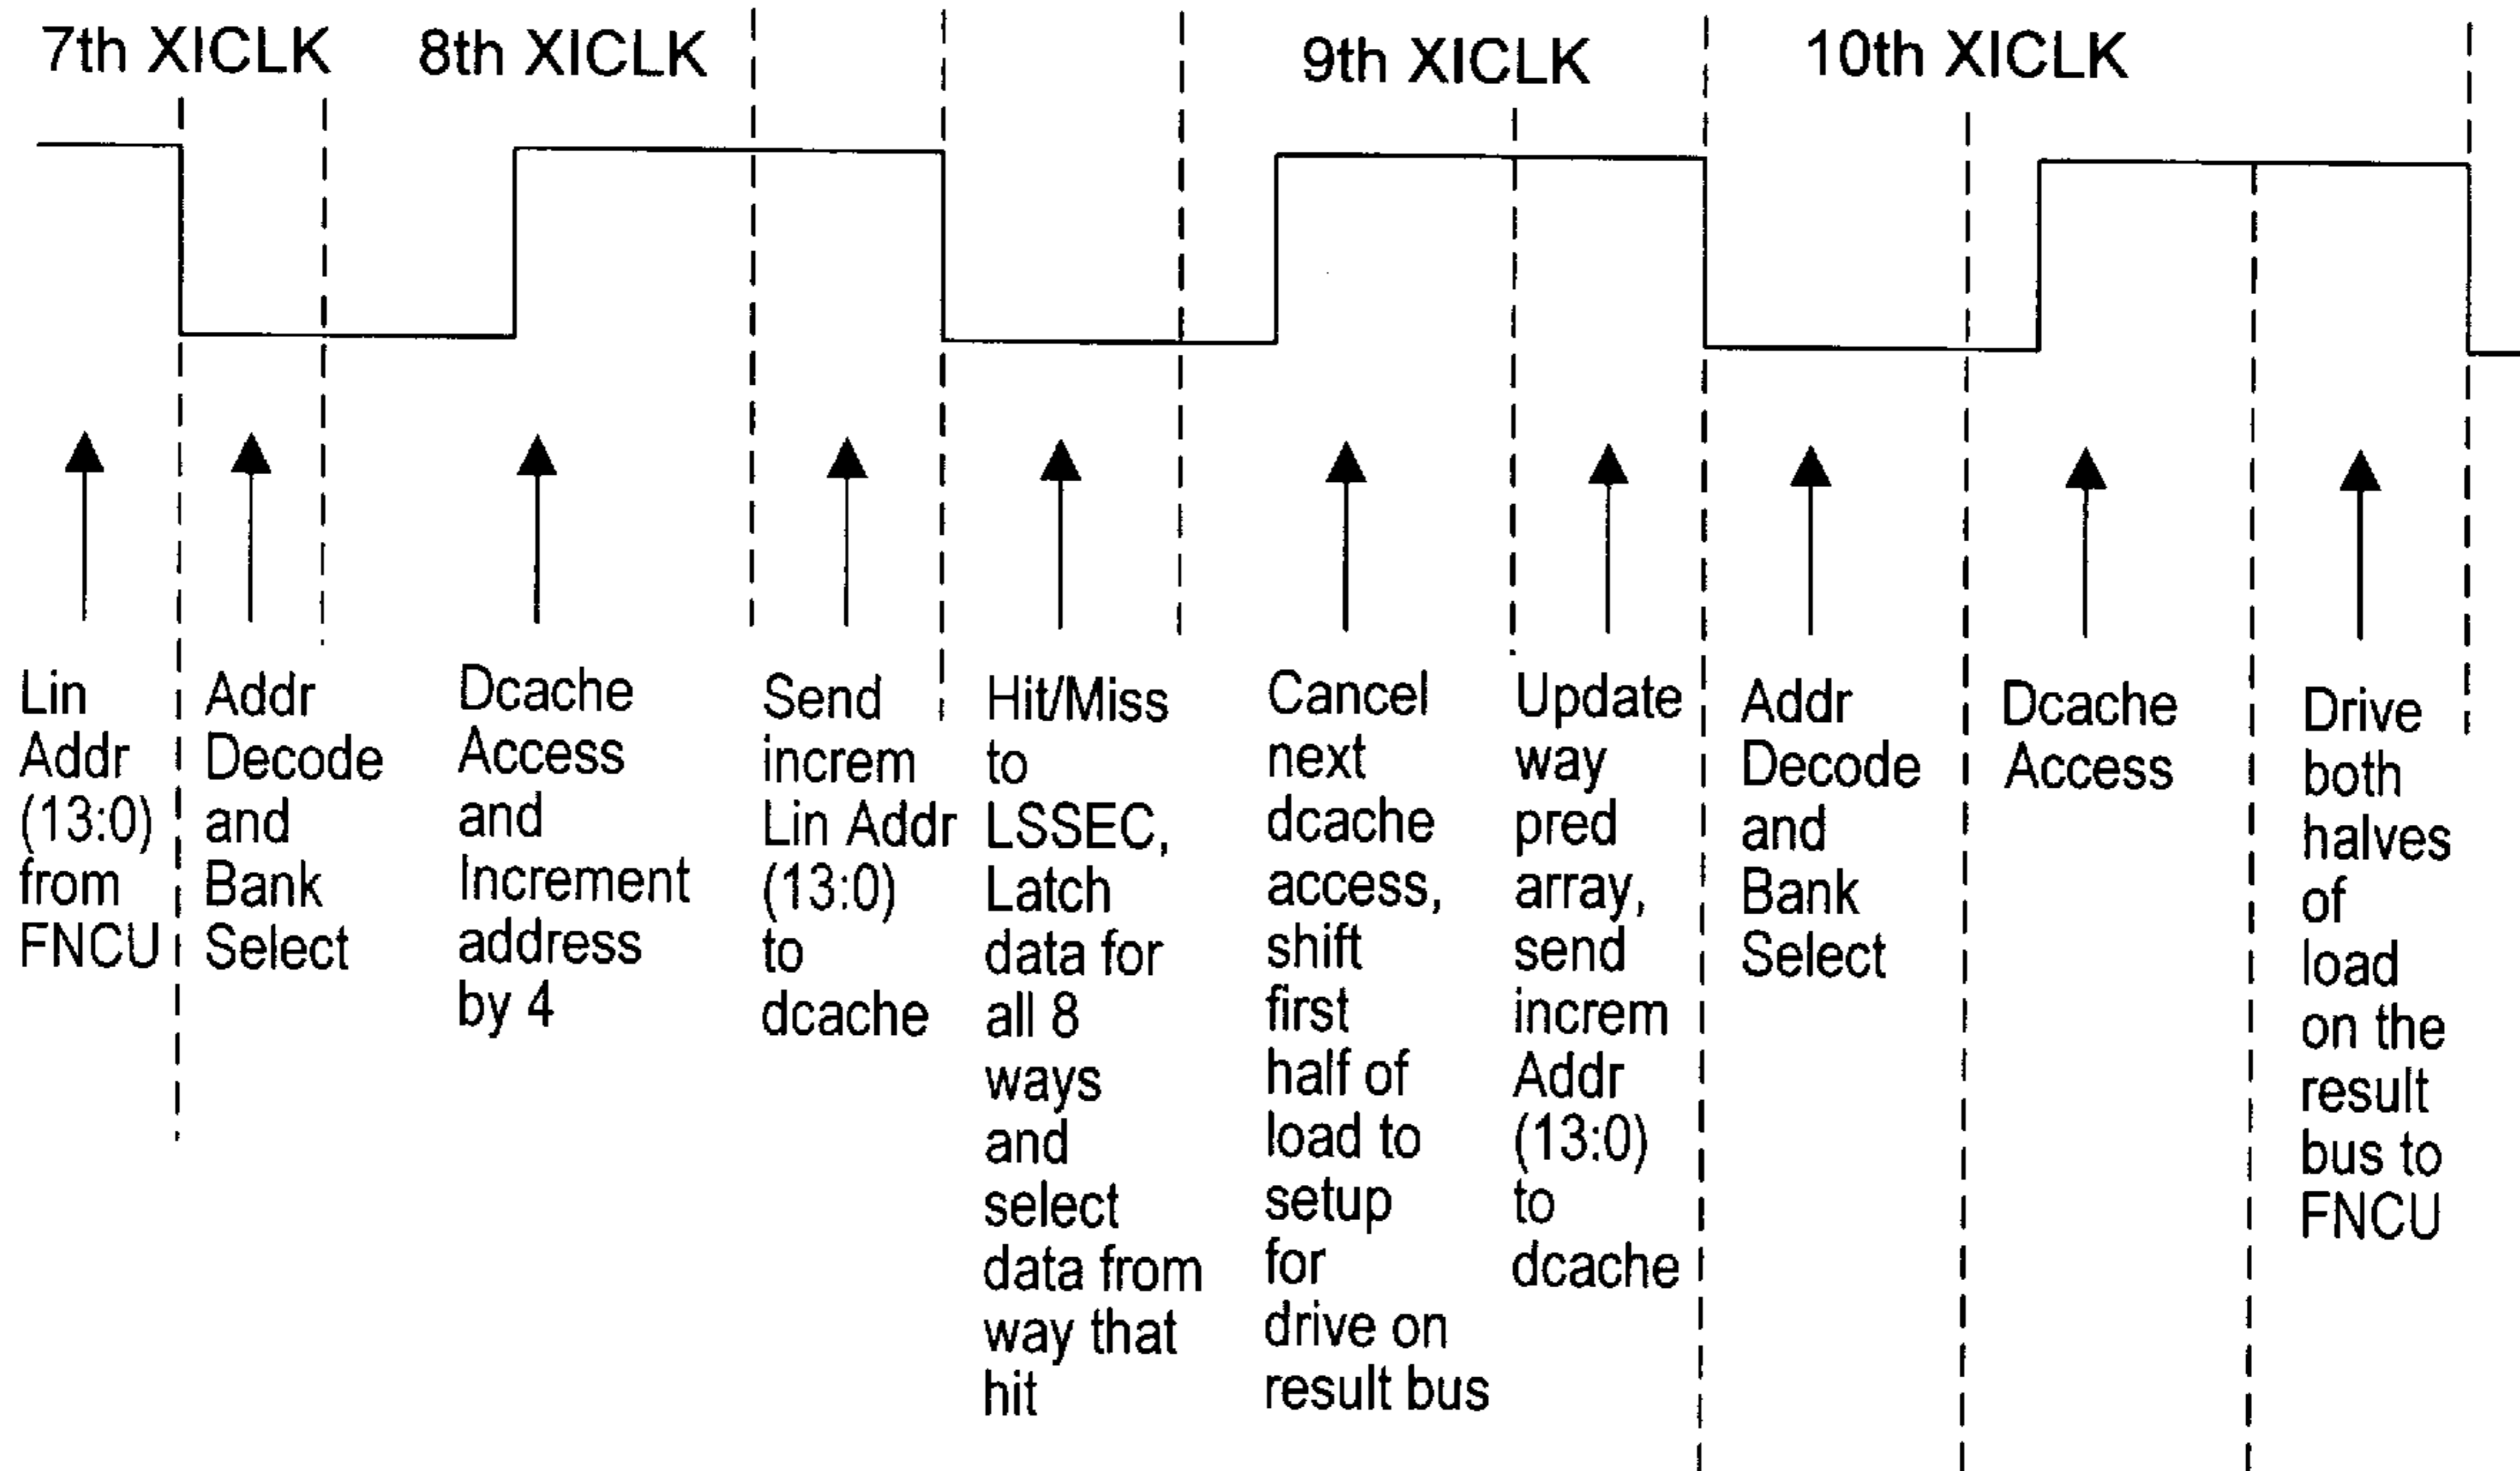 7th XICLK
8th XICLK
9th XICLK
10th XICLK
Lin
Addr
(13:0)
from
FNCU
Addr
Decode
and
Bank
Select
Dcache
Access
and
Increment
address
by 4
Send
increm
Lin Addr
(13:0)
to
dcache
Hit/Miss
to
LSSEC,
Latch
data for
all 8
ways
and
select
data from
way that
hit
Cancel
next
dcache
access,
shift
first
half of
load to
setup
for
drive on
result bus
Update
way
pred
array,
send
increm
Addr
(13:0)
to
dcache
Addr
Decode
and
Bank
Select
Dcache
Access
Drive
both
halves
of
load
on the
result
bus to
FNCU